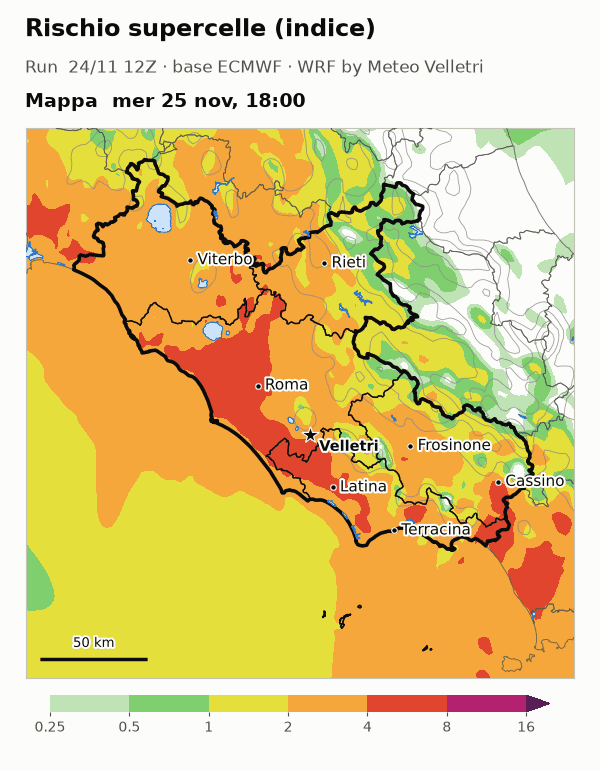 Rischio supercelle (indice)
Run  24/11 12Z · base ECMWF · WRF by Meteo Velletri
Mappa  mer 25 nov, 18:00
Viterbo
Rieti
Roma
Velletri
Frosinone
Cassino
Latina
Terracina
50 km
0.25 0.5 1 2 4 8 16